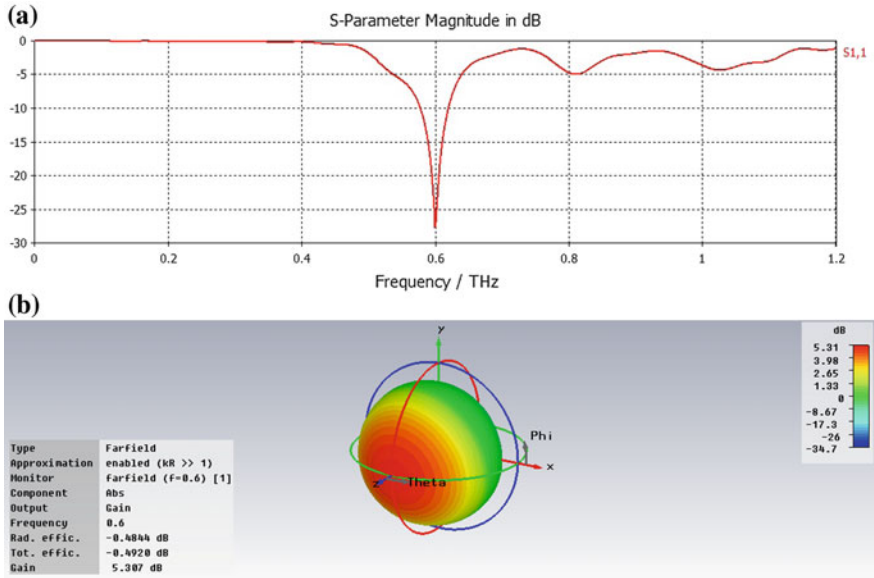 (a)
S-Parameter Magnitude in dB
0
-5
-10
-15
-20
-25
-30
S1,1
0 0.2 0.4 0.6 0.8 1 1.2
Frequency / THz
(b)
y
Phi
x
z Theta
dB
5.31
3.98
2.65
1.33
0
-8.67
-17.3
-26
-34.7
Type Farfield
Approximation enabled (kR >> 1)
Monitor farfield (f=0.6) [1]
Component Abs
Output Gain
Frequency 0.6
Rad. effic. -0.4844 dB
Tot. effic. -0.4920 dB
Gain 5.307 dB